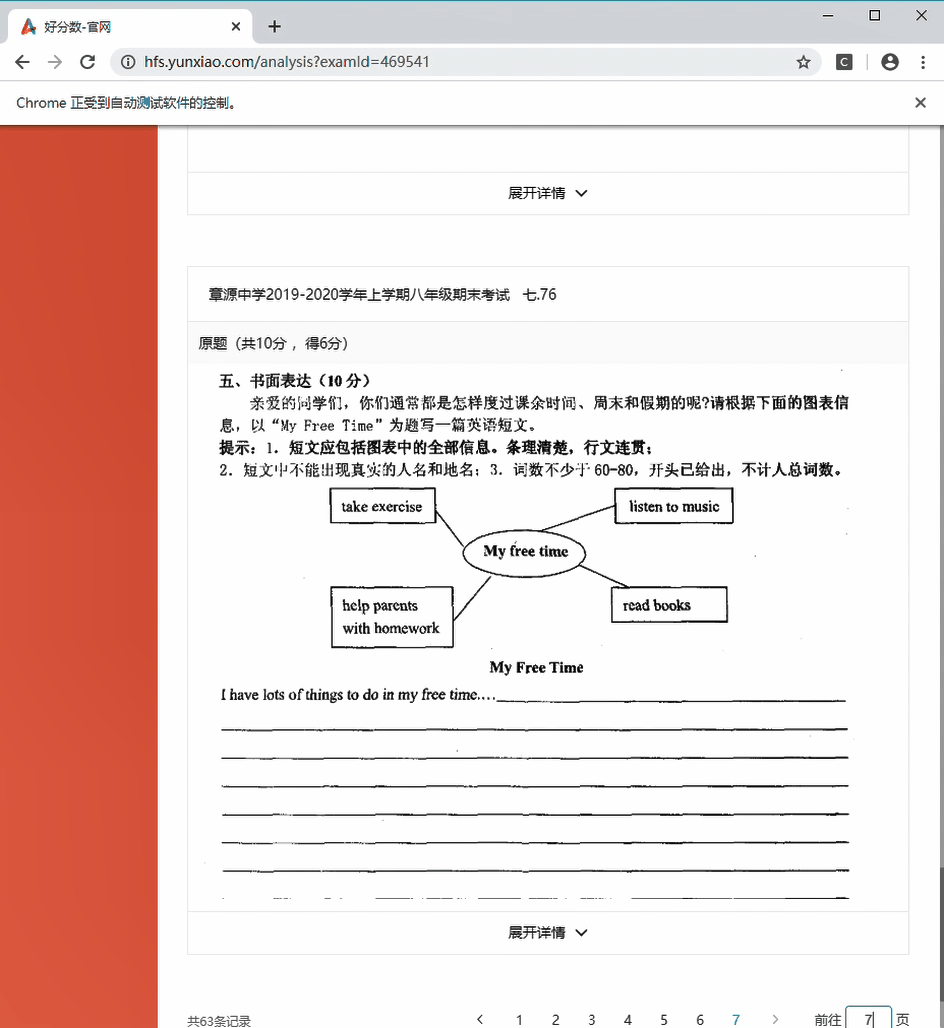 好分数-官网
hfs.yunxiao.com/analysis?examId=469541
C
Chrome 正受到自动测试软件的控制。
展开详情
章源中学2019-2020学年上学期八年级期末考试 七.76
原题（共10分 ，得6分）
五、书面表达（10 分）
亲爱的同学们，你们通常都是怎样度过课余时间、周末和假期的呢?请根据下面的图表信
息，以“My Free Time”为题写一篇英语短文。
提示：1．短文应包括图表中的全部信息。条理清楚，行文连贯；
2．短文中不能出现真实的人名和地名；3．词数不少于 60-80，开头已给出，不计人总词数。
take exercise
listen to music
My free time
help parents
with homework
read books
My Free Time
I have lots of things to do in my free time....
展开详情
共63条记录
1 2 3 4 5 6 7
前往 7 页